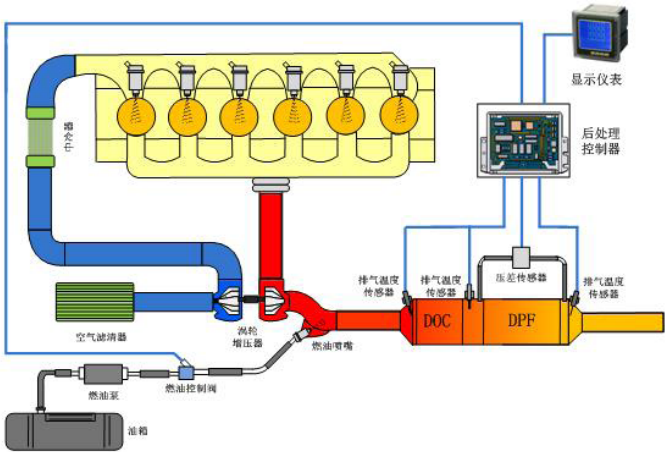 显示仪表
后处理
控制器
中冷器
排气温度
传感器
排气温度
传感器
压差传感器
排气温度
传感器
DOC
DPF
空气滤清器
涡轮
增压器
燃油喷嘴
燃油泵
燃油控制阀
油箱